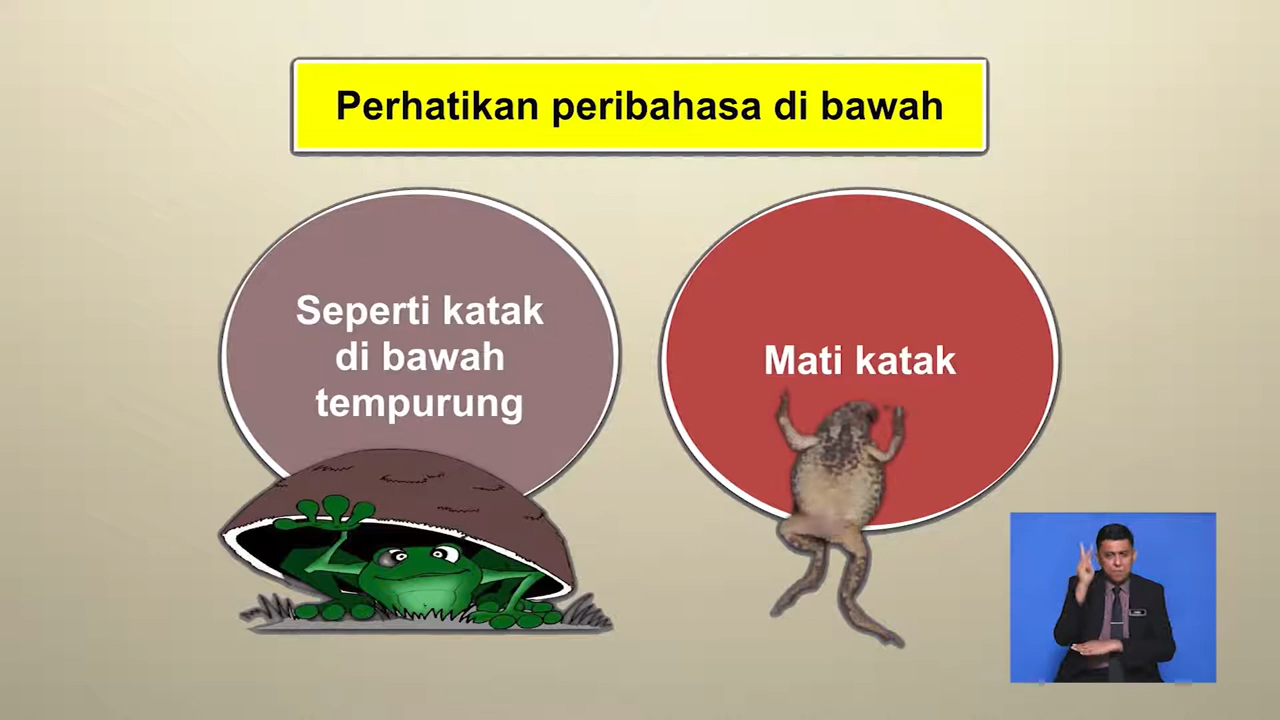 Perhatikan peribahasa di bawah
Seperti katak
di bawah
tempurung
Mati katak